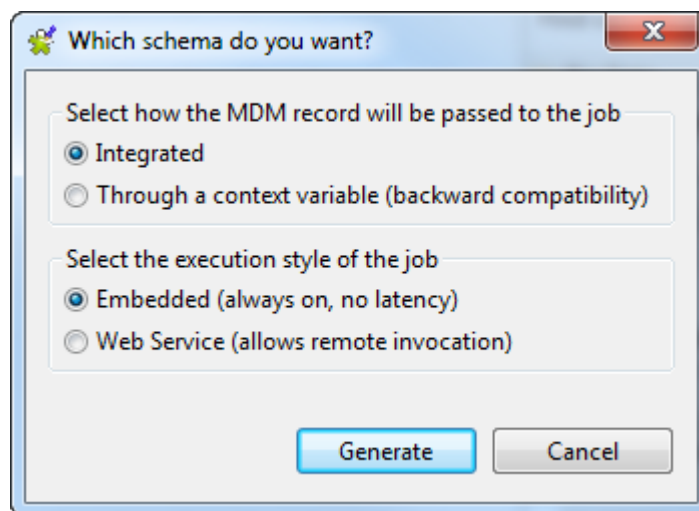 Which schema do you want?
Select how the MDM record will be passed to the job
Integrated
Through a context variable (backward compatibility)
Select the execution style of the job
Embedded (always on, no latency)
Web Service (allows remote invocation)
Generate Cancel